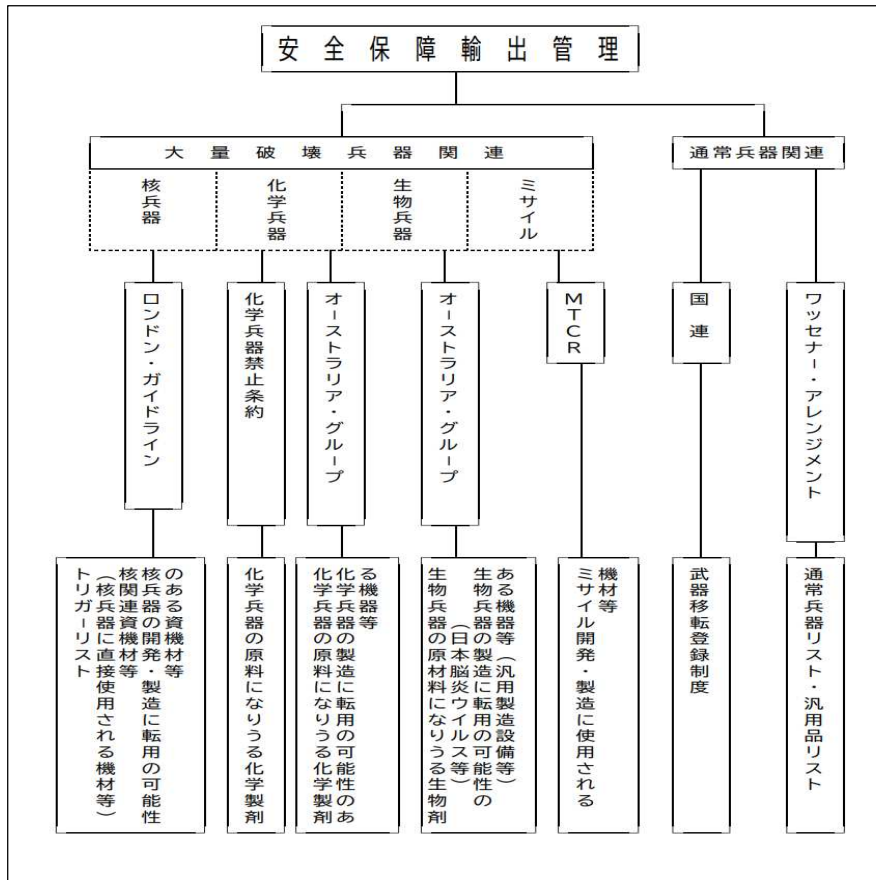 安全保障輸出管理
大量破壊兵器関連
通常兵器関連
核兵器
化学兵器
生物兵器
ミサイル
ロンドン・ガイドライン
化学兵器禁止条約
オーストラリア・グループ
オーストラリア・グループ
MTCR
国連
ワッセナー・アレンジメント
トリガーリスト
（核兵器に直接使用される機材等）
核関連資機材等
核兵器の開発・製造に転用の可能性
のある資機材等
化学兵器の原料になりうる化学製剤
化学兵器の原料になりうる化学製剤
化学兵器の製造に転用の可能性のあ
る機器等
生物兵器の原材料になりうる生物剤
（日本脳炎ウイルス等）
生物兵器の製造に転用の可能性の
ある機器等（汎用製造設備等）
ミサイル開発・製造に使用される
機材等
武器移転登録制度
通常兵器リスト・汎用品リスト